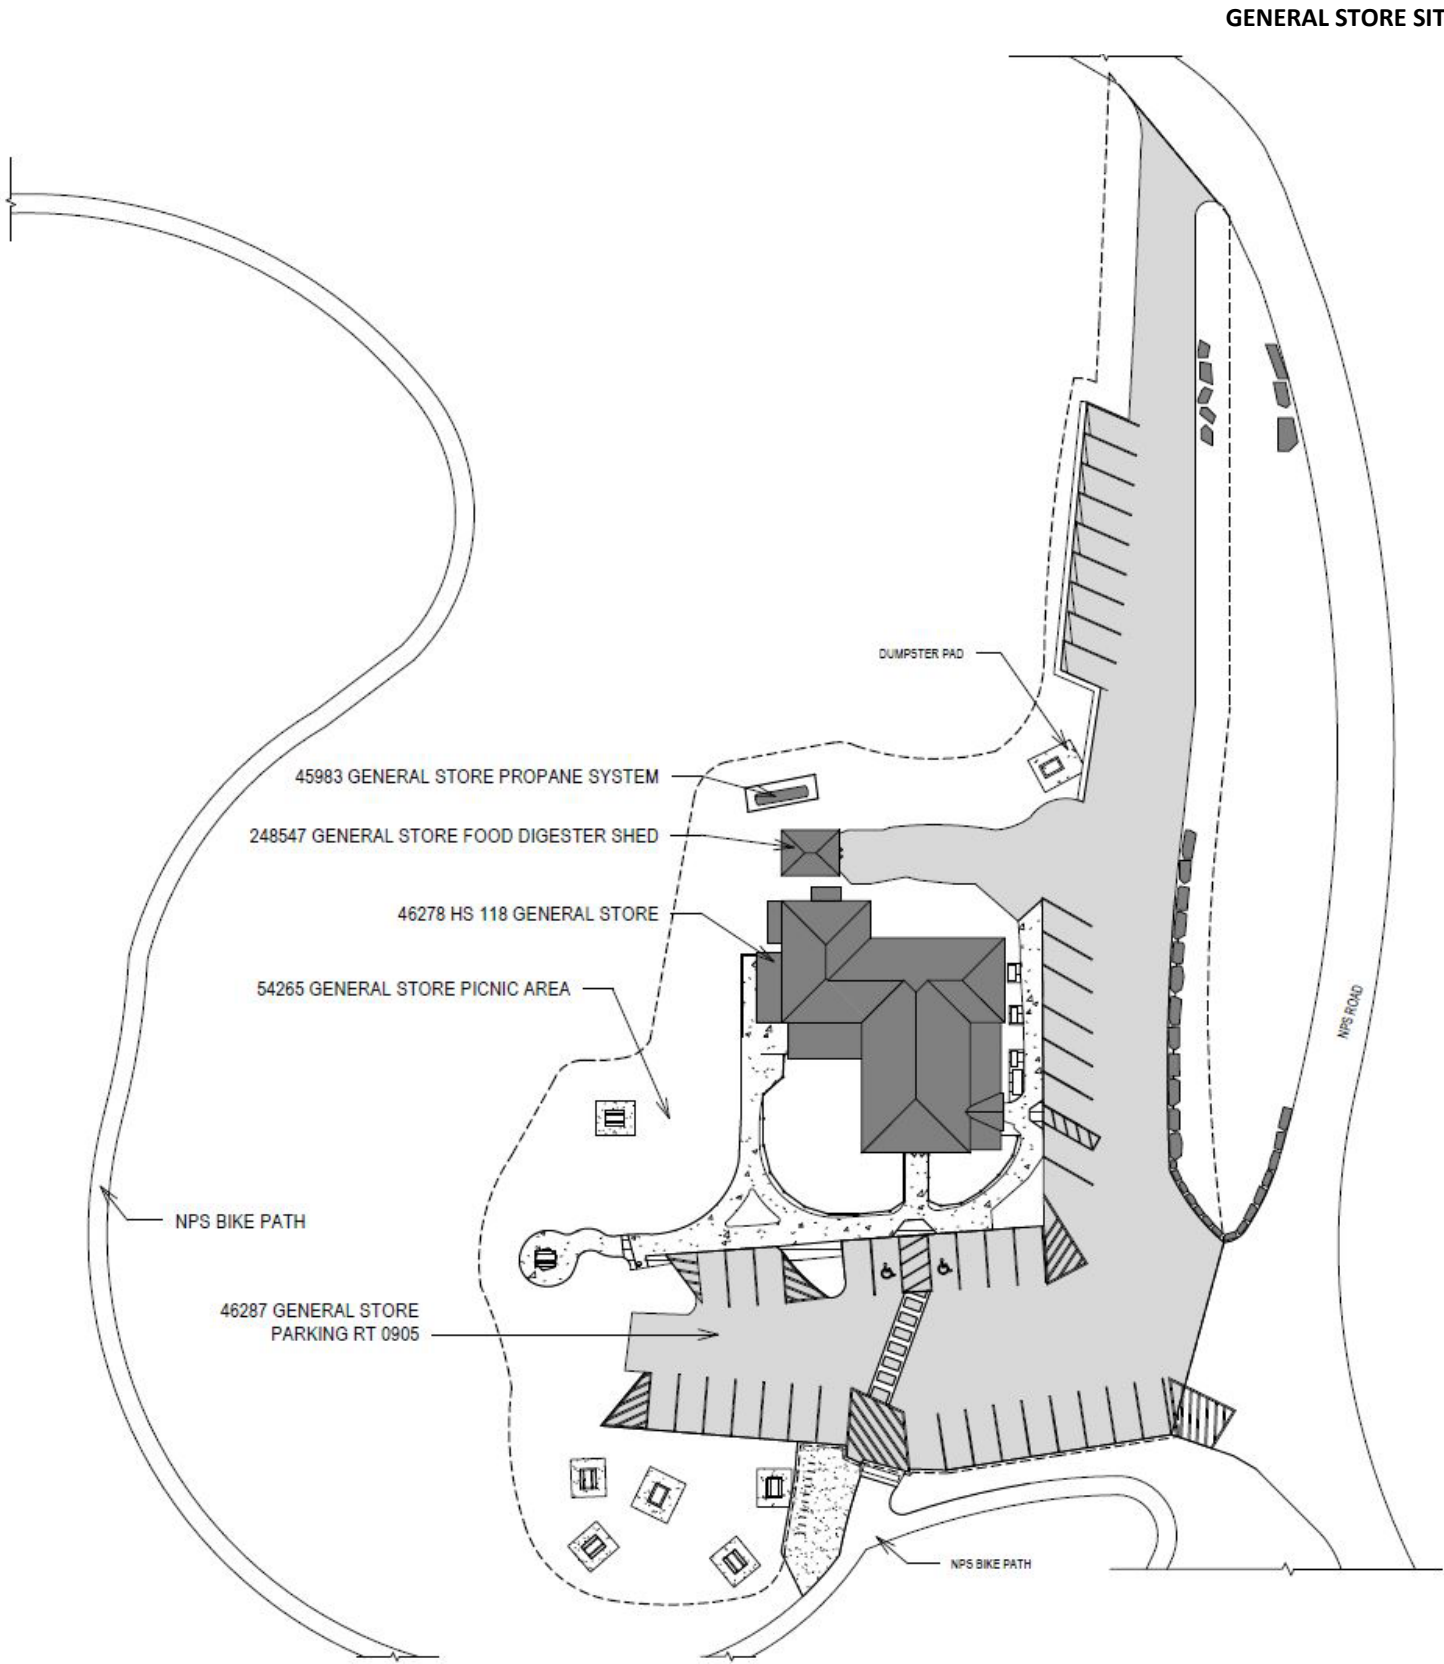 GENERAL STORE SIT
DUMPSTER PAD
45983 GENERAL STORE PROPANE SYSTEM
248547 GENERAL STORE FOOD DIGESTER SHED
46278 HS 118 GENERAL STORE
54265 GENERAL STORE PICNIC AREA
NPS ROAD
NPS BIKE PATH
46287 GENERAL STORE
PARKING RT 0905
NPS BIKE PATH